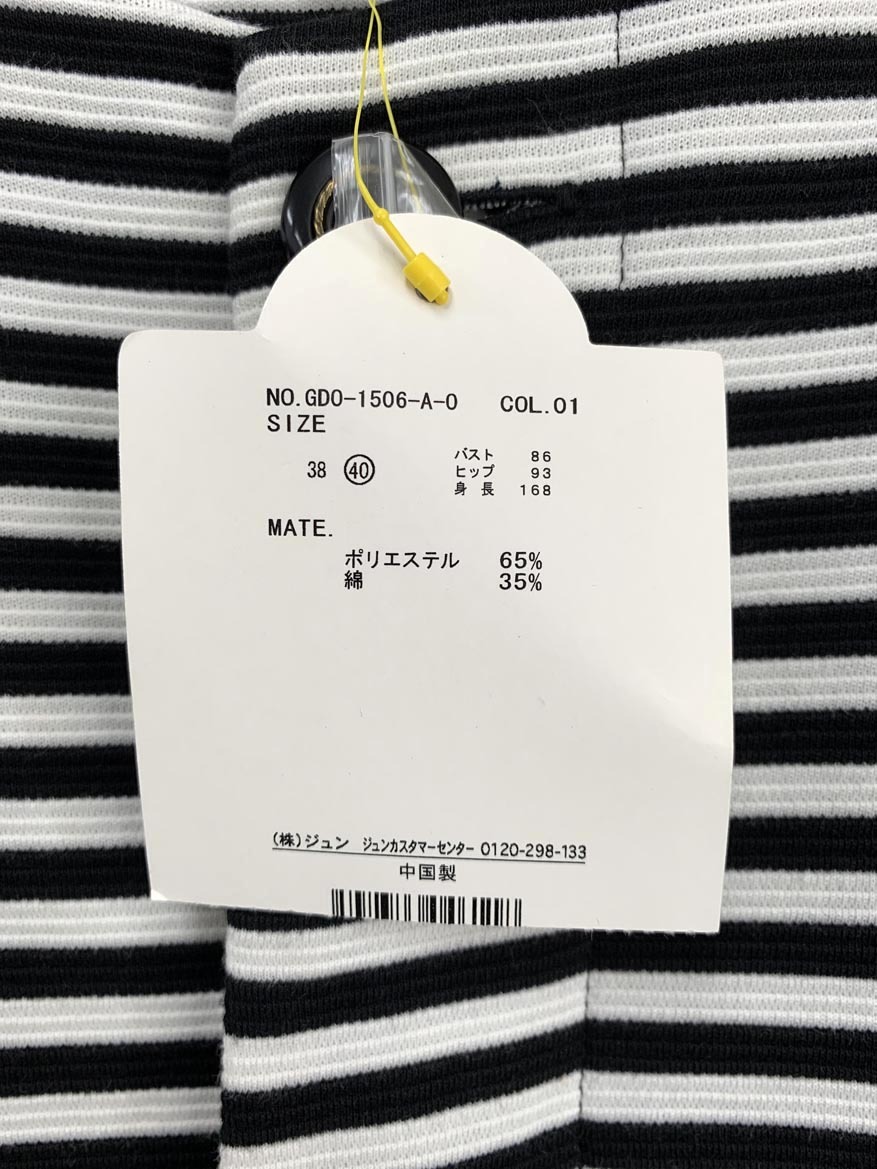 NO.GDO-1506-A-0 COL.01
SIZE
38 ㊵ バスト 86
ヒップ 93
身長 168
MATE.
ポリエステル 65%
綿 35%
(株)ジュン ジュンカスタマーセンター 0120-298-133
中国製